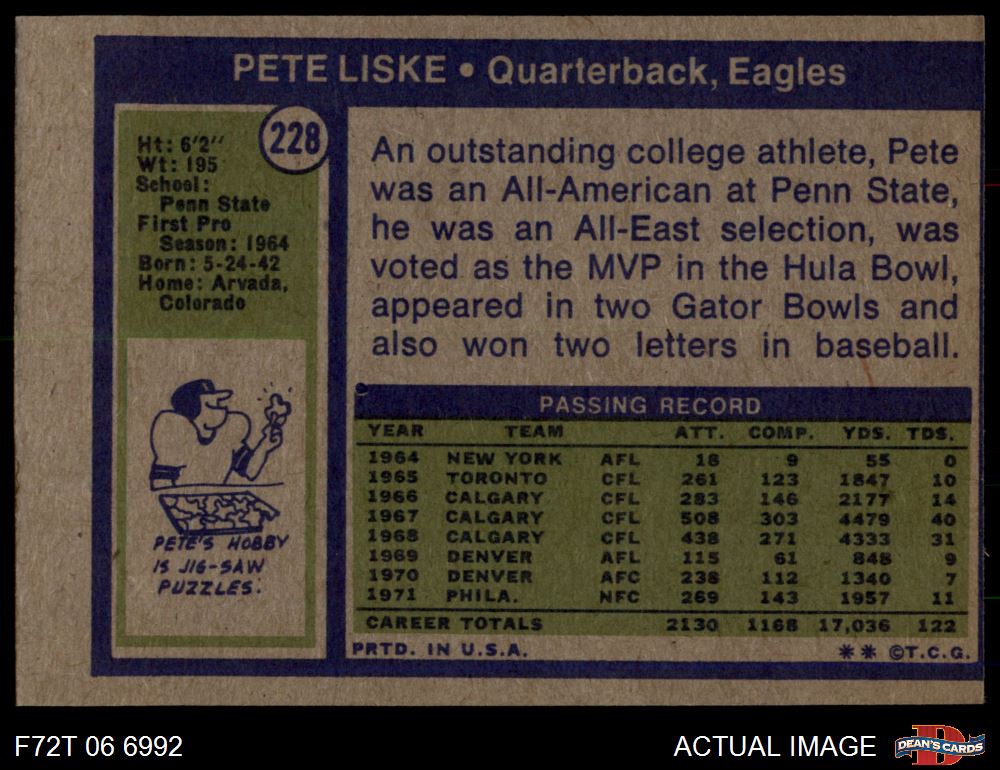 PETE LISKE • Quarterback, Eagles
228
Ht: 6'2''
Wt: 195
School:
Penn State
First Pro
Season: 1964
Born: 5-24-42
Home: Arvada,
Colorado
PETE'S HOBBY
IS JIG-SAW
PUZZLES.
An outstanding college athlete, Pete
was an All-American at Penn State,
he was an All-East selection, was
voted as the MVP in the Hula Bowl,
appeared in two Gator Bowls and
also won two letters in baseball.
PASSING RECORD
YEAR TEAM ATT. COMP. YDS. TDS.
1964 NEW YORK AFL 18 9 55 0
1965 TORONTO CFL 261 123 1847 10
1966 CALGARY CFL 283 146 2177 14
1967 CALGARY CFL 508 303 4479 40
1968 CALGARY CFL 438 271 4333 31
1969 DENVER AFL 115 61 848 9
1970 DENVER AFC 238 112 1340 7
1971 PHILA. NFC 269 143 1957 11
CAREER TOTALS 2130 1168 17,036 122
PRTD. IN U.S.A. ** ©T.C.G.
F72T 06 6992 ACTUAL IMAGE
D
DEAN'S CARDS